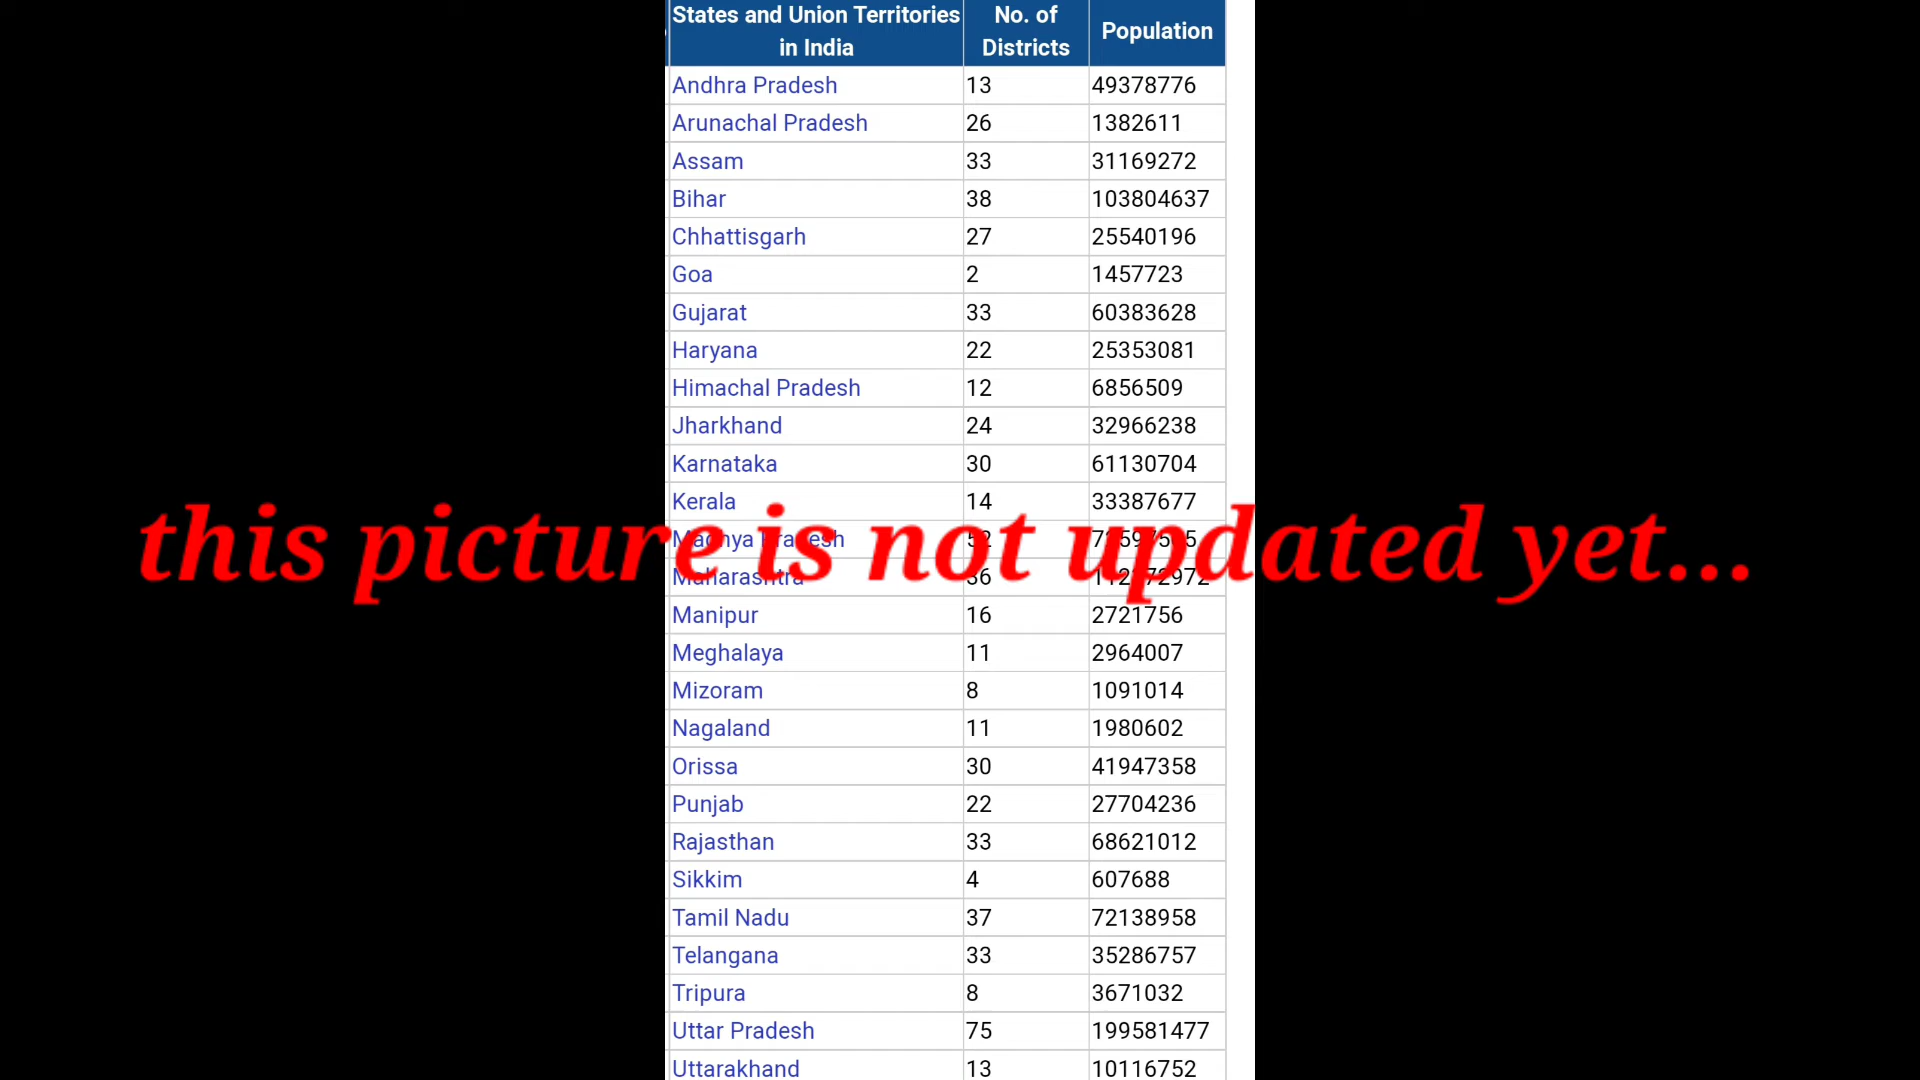 States and Union Territories in India No. of Districts Population
Andhra Pradesh 13 49378776
Arunachal Pradesh 26 1382611
Assam 33 31169272
Bihar 38 103804637
Chhattisgarh 27 25540196
Goa 2 1457723
Gujarat 33 60383628
Haryana 22 25353081
Himachal Pradesh 12 6856509
Jharkhand 24 32966238
Karnataka 30 61130704
Kerala 14 33387677
this picture is not updated yet...
Madhya Pradesh 52
Maharashtra 36
Manipur 16 2721756
Meghalaya 11 2964007
Mizoram 8 1091014
Nagaland 11 1980602
Orissa 30 41947358
Punjab 22 27704236
Rajasthan 33 68621012
Sikkim 4 607688
Tamil Nadu 37 72138958
Telangana 33 35286757
Tripura 8 3671032
Uttar Pradesh 75 199581477
Uttarakhand 13 10116752